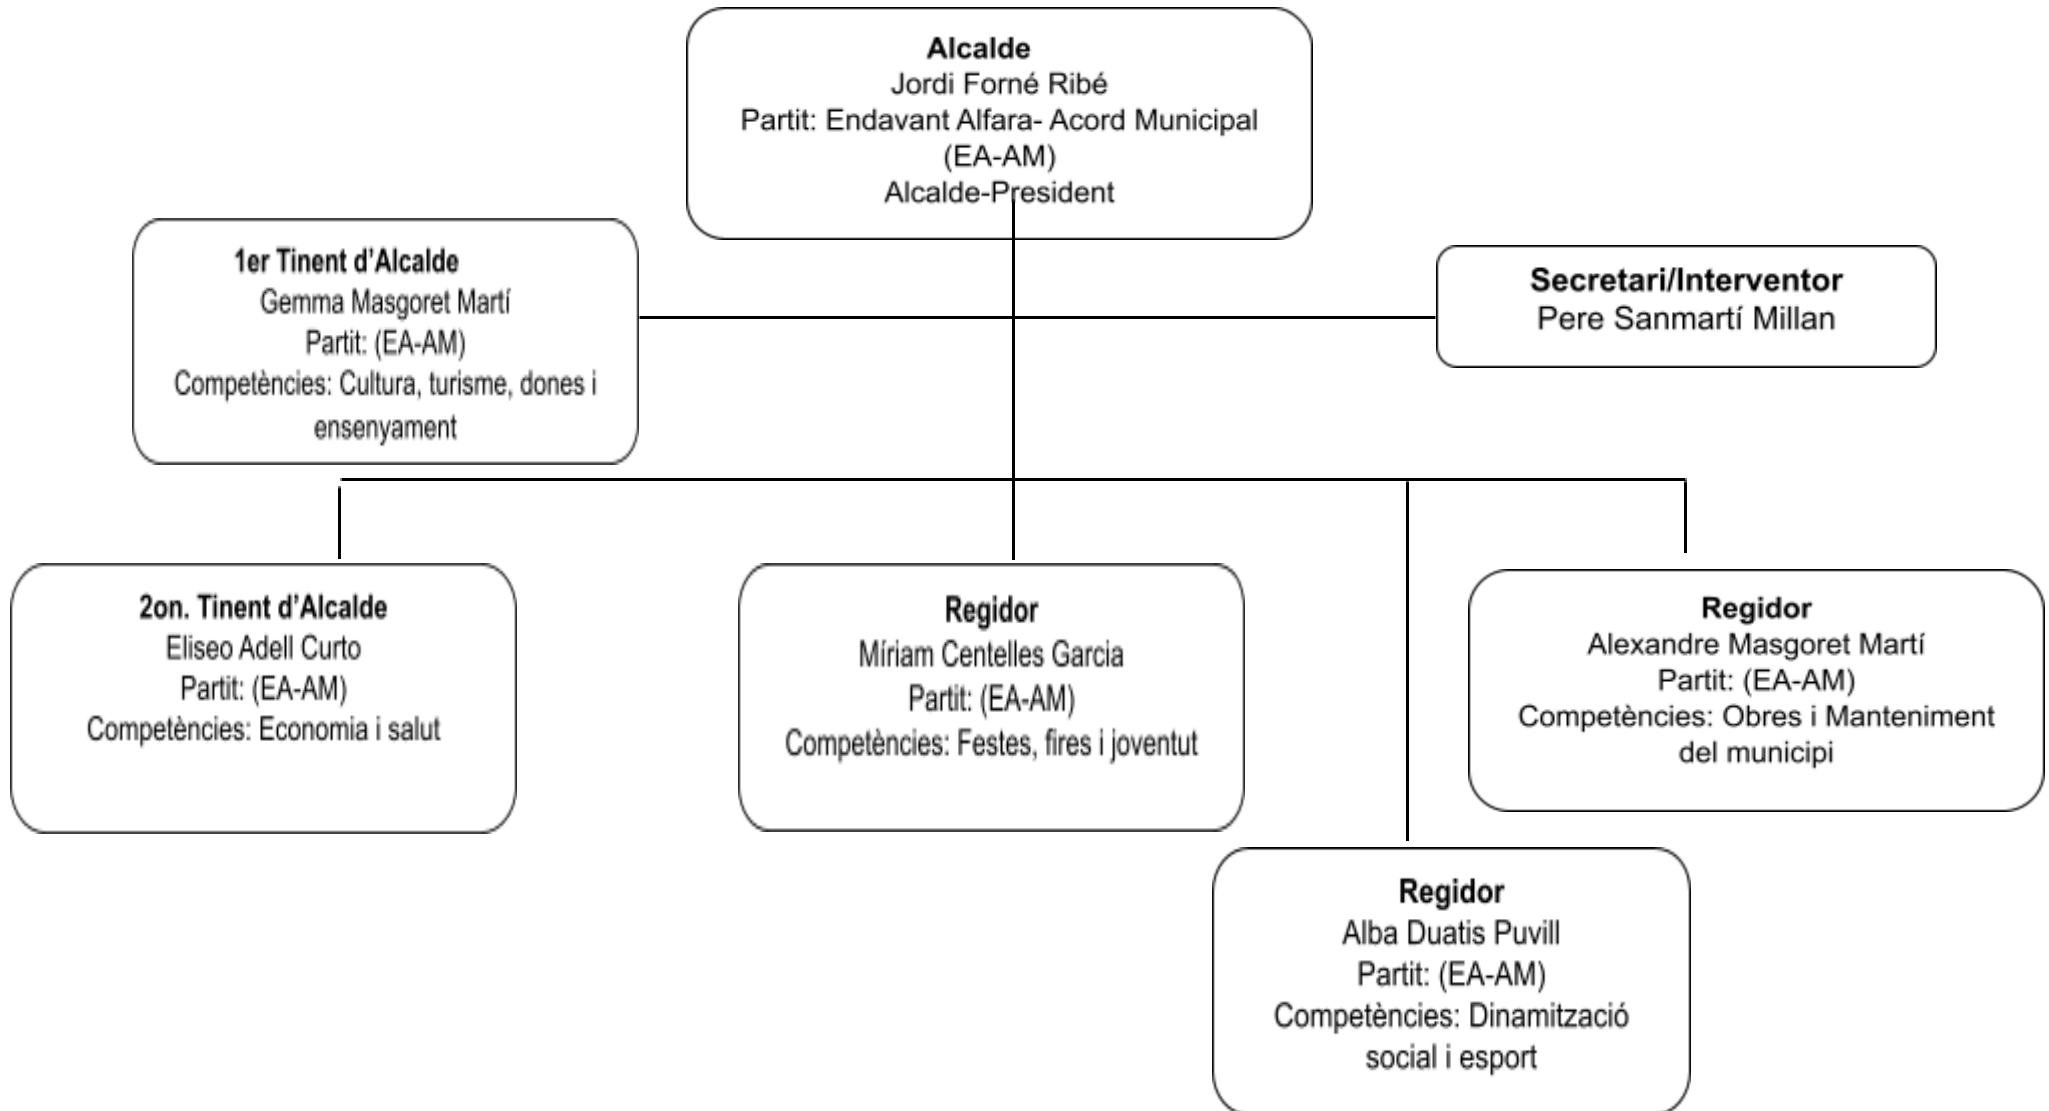 Alcalde
Jordi Forné Ribé
Partit: Endavant Alfara- Acord Municipal
(EA-AM)
Alcalde-President
1er Tinent d’Alcalde
Gemma Masgoret Martí
Partit: (EA-AM)
Competències: Cultura, turisme, dones i
ensenyament
Secretari/Interventor
Pere Sanmartí Millan
2on. Tinent d’Alcalde
Eliseo Adell Curto
Partit: (EA-AM)
Competències: Economia i salut
Regidor
Míriam Centelles Garcia
Partit: (EA-AM)
Competències: Festes, fires i joventut
Regidor
Alexandre Masgoret Martí
Partit: (EA-AM)
Competències: Obres i Manteniment
del municipi
Regidor
Alba Duatis Puvill
Partit: (EA-AM)
Competències: Dinamització
social i esport